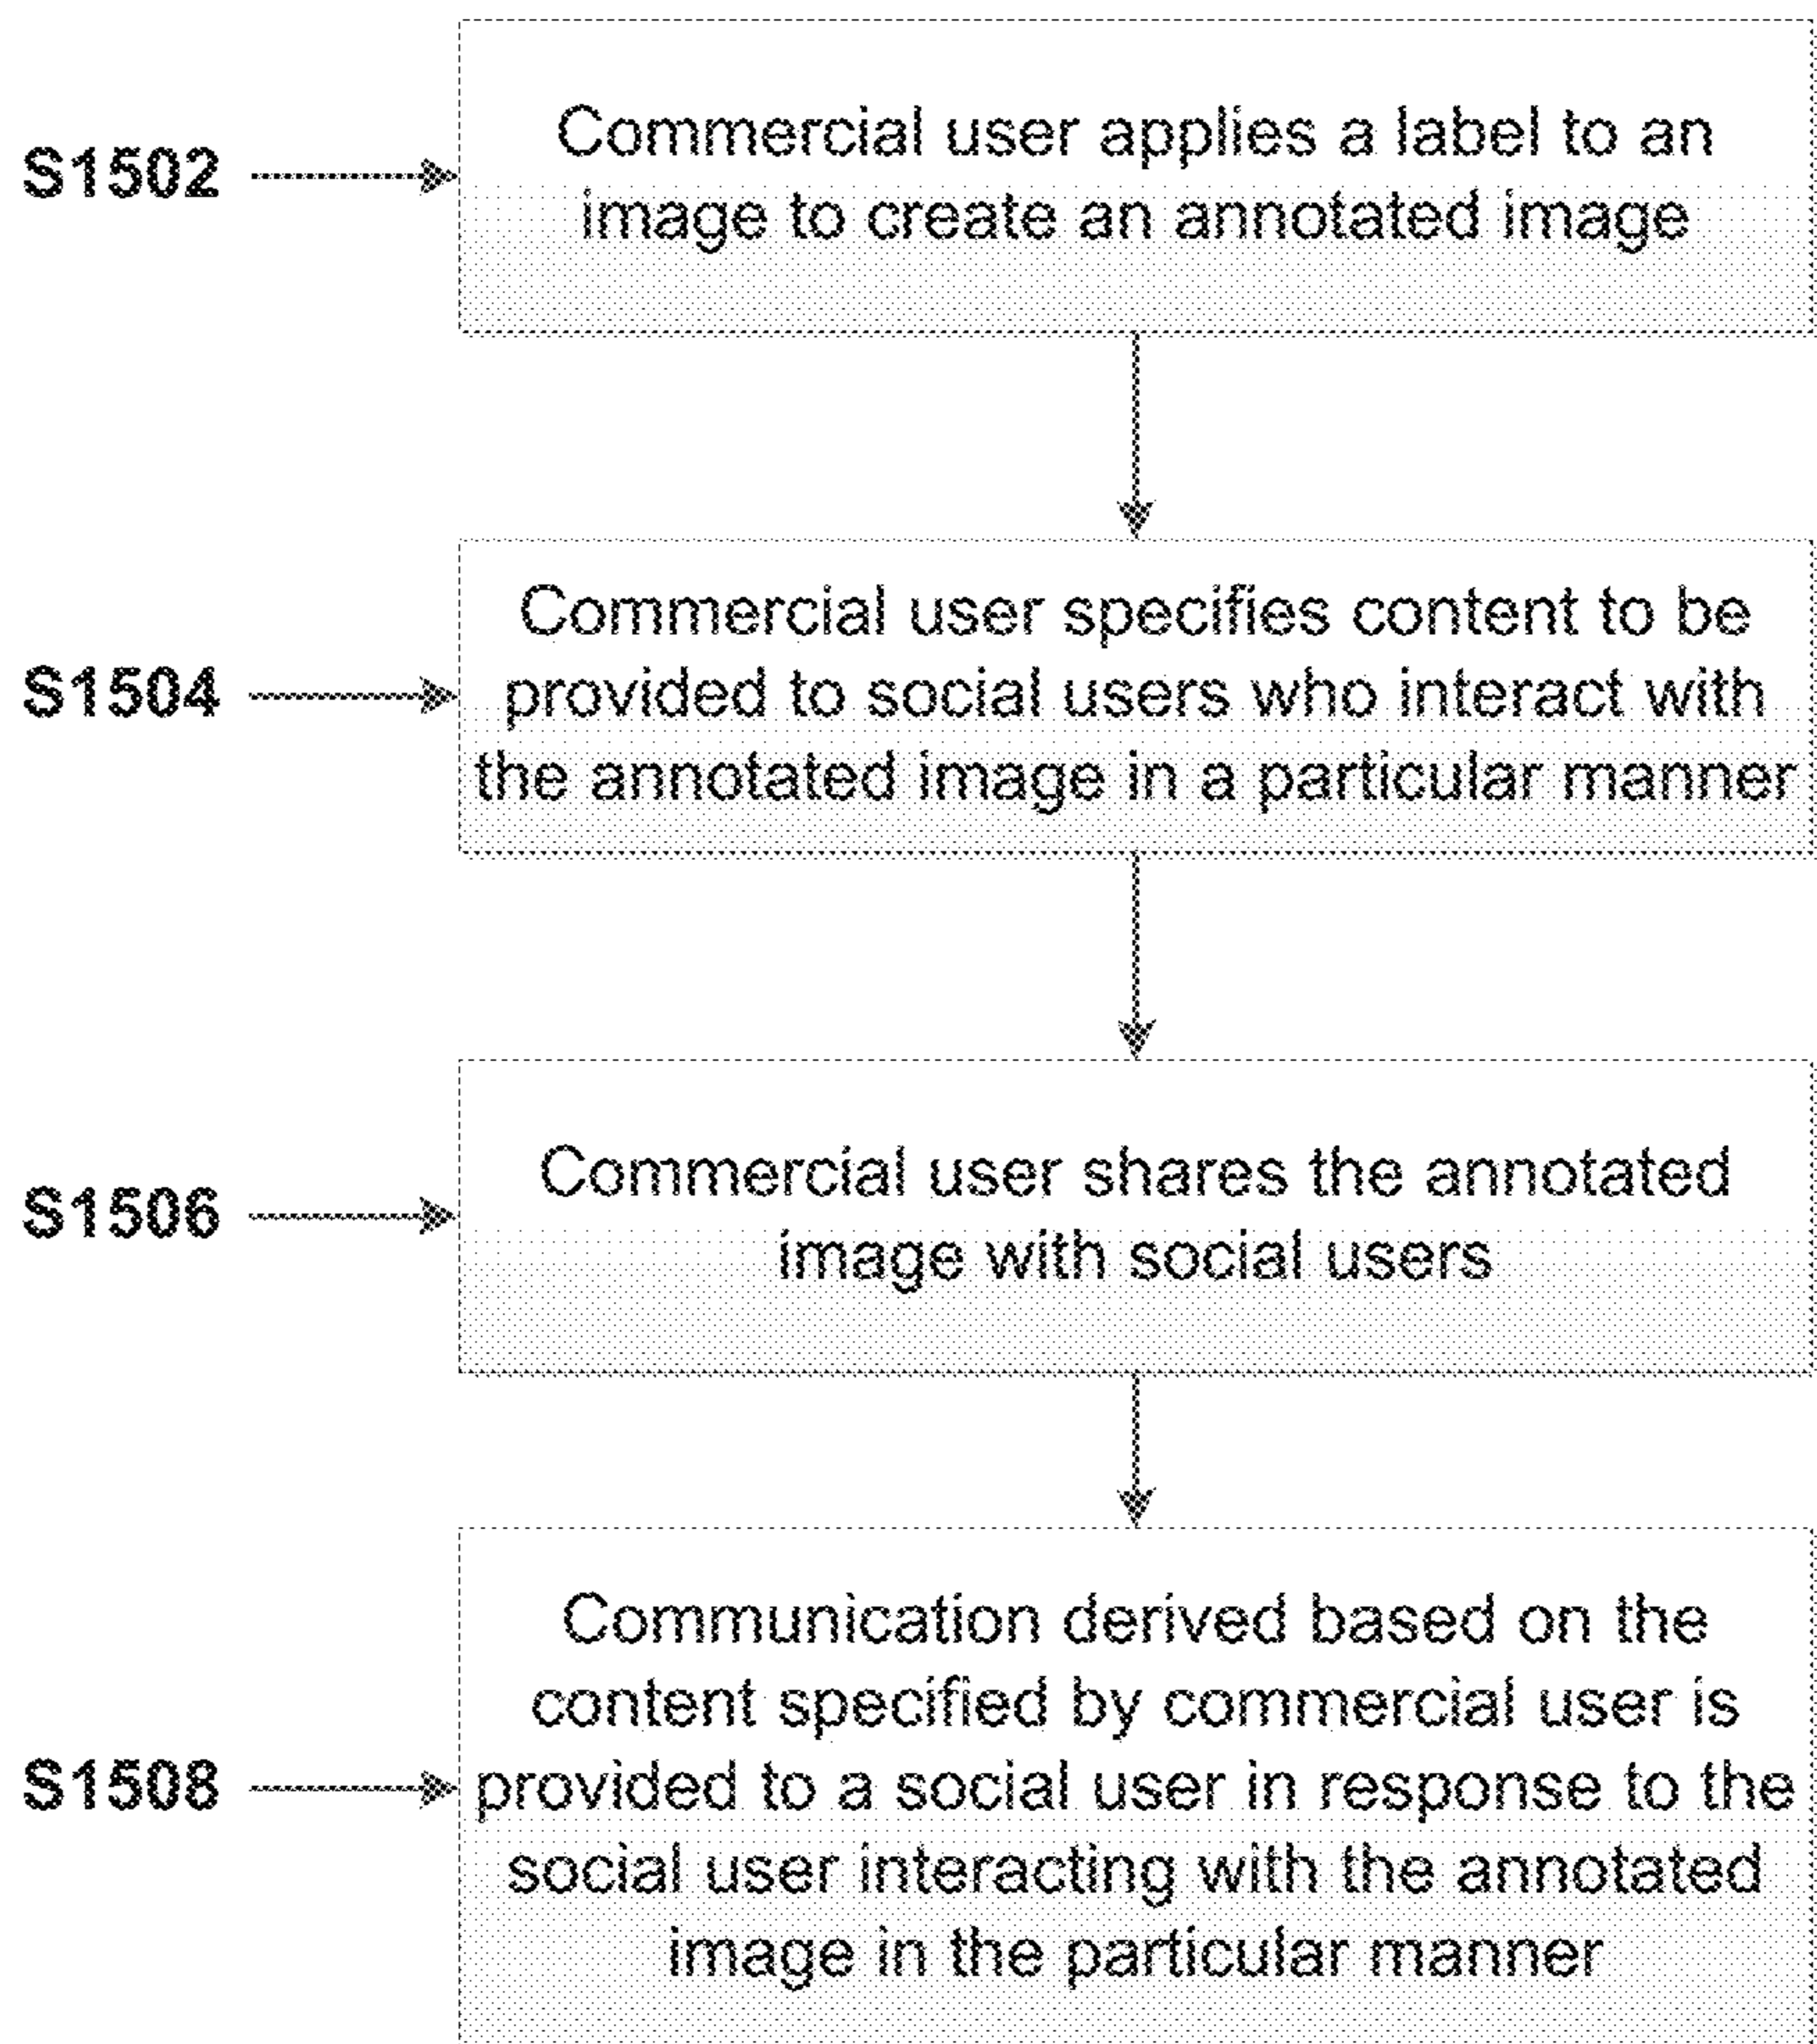 Commercial user applies a label to an
S1502
image to create an annotated image
Commercial user specifies content to be
S1504
provided to social users who interact with
the annotated image in a particular manner
Commercial user shares the annotated
S1506
image with social users
Communication derived based on the
content specified by commercial user is
S1508
provided to a social user in response to the
social user interacting with the annotated
image in the particular manner